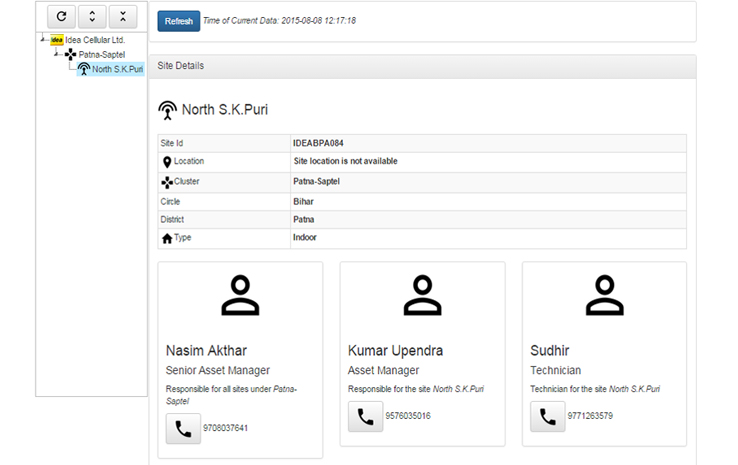 Refresh Time of Current Data: 2015-08-08 12:17:18
idea Idea Cellular Ltd.
Patna-Saptel
North S.K.Puri
Site Details
North S.K.Puri
Site Id IDEABPA084
Location Site location is not available
Cluster Patna-Saptel
Circle Bihar
District Patna
Type Indoor
Nasim Akthar
Senior Asset Manager
Responsible for all sites under Patna-
Saptel
9708037641
Kumar Upendra
Asset Manager
Responsible for the site North S.K.Puri
9576035016
Sudhir
Technician
Technician for the site North S.K.Puri
9771263579